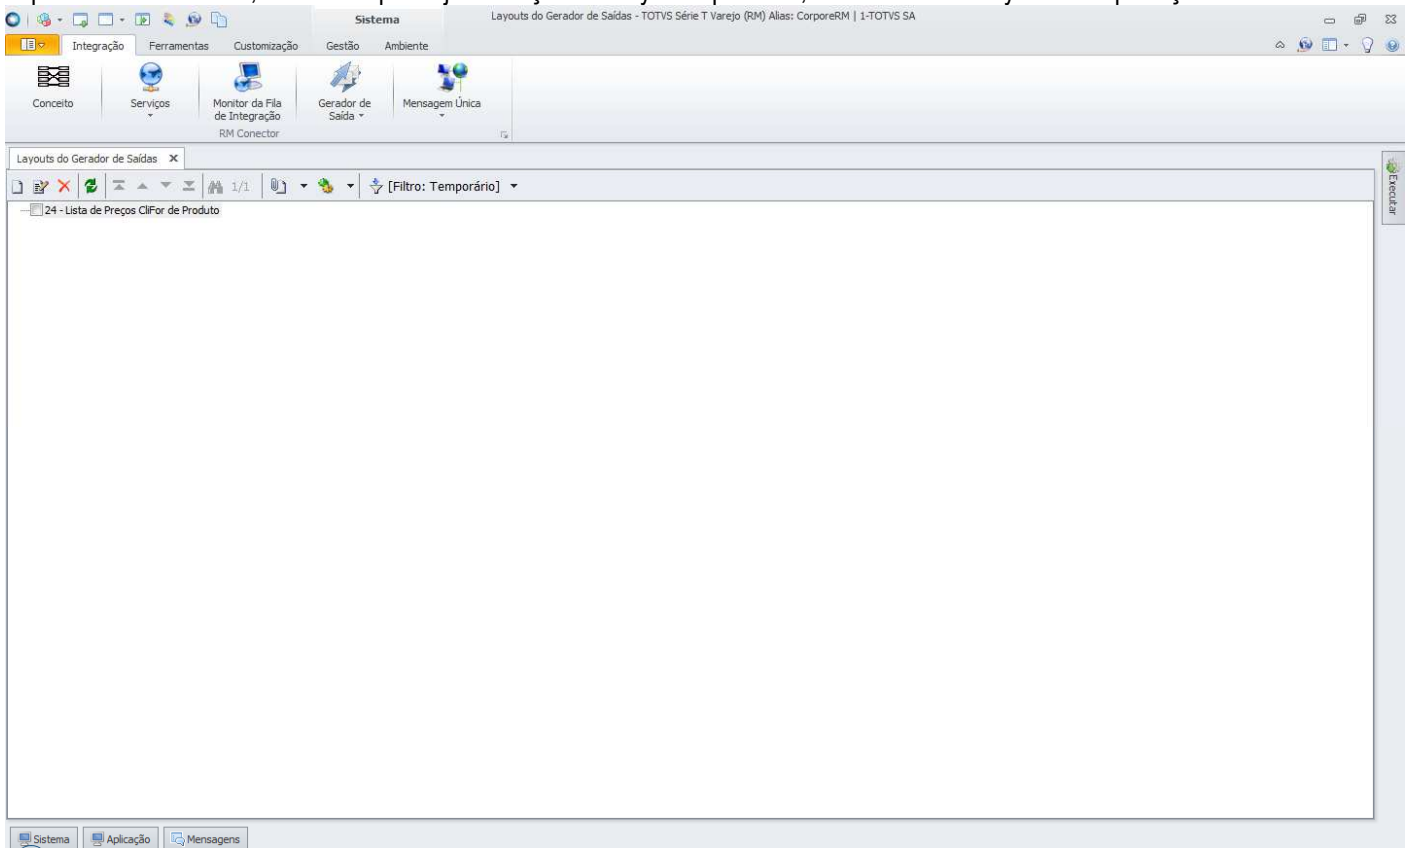 Sistema
Layouts do Gerador de Saídas - TOTVS Série T Varejo (RM) Alias: CorporeRM | 1-TOTVS SA
Integração Ferramentas Customização Gestão Ambiente
Conceito
Serviços
Monitor da Fila
de Integração
Gerador de
Saída
Mensagem Única
RM Conector
Layouts do Gerador de Saídas X
1/1 [Filtro: Temporário]
24 - Lista de Preços CliFor de Produto
Executar
Sistema Aplicação Mensagens